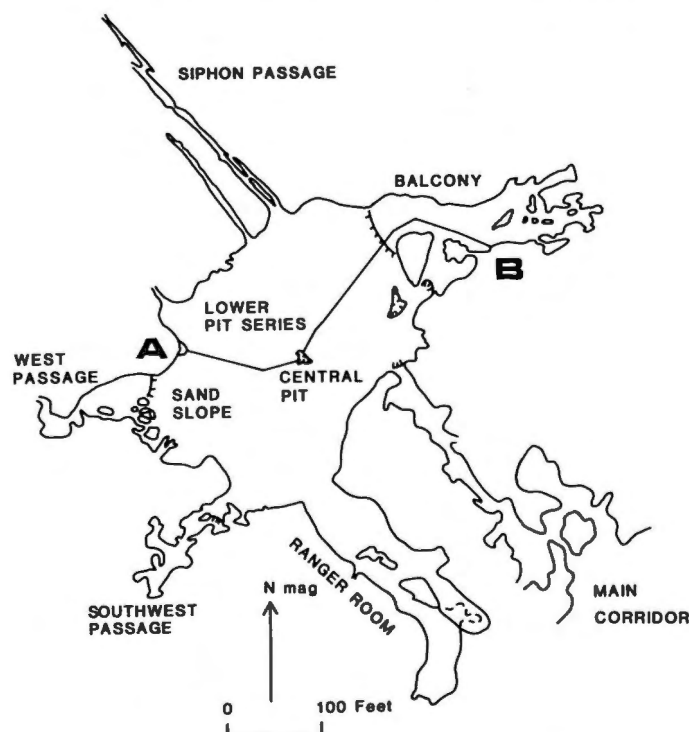 SIPHON PASSAGE
BALCONY
B
LOWER
PIT SERIES
A
WEST
PASSAGE
CENTRAL
PIT
SAND
SLOPE
RANGER ROOM
MAIN
CORRIDOR
SOUTHWEST
PASSAGE
N mag
0 100 Feet